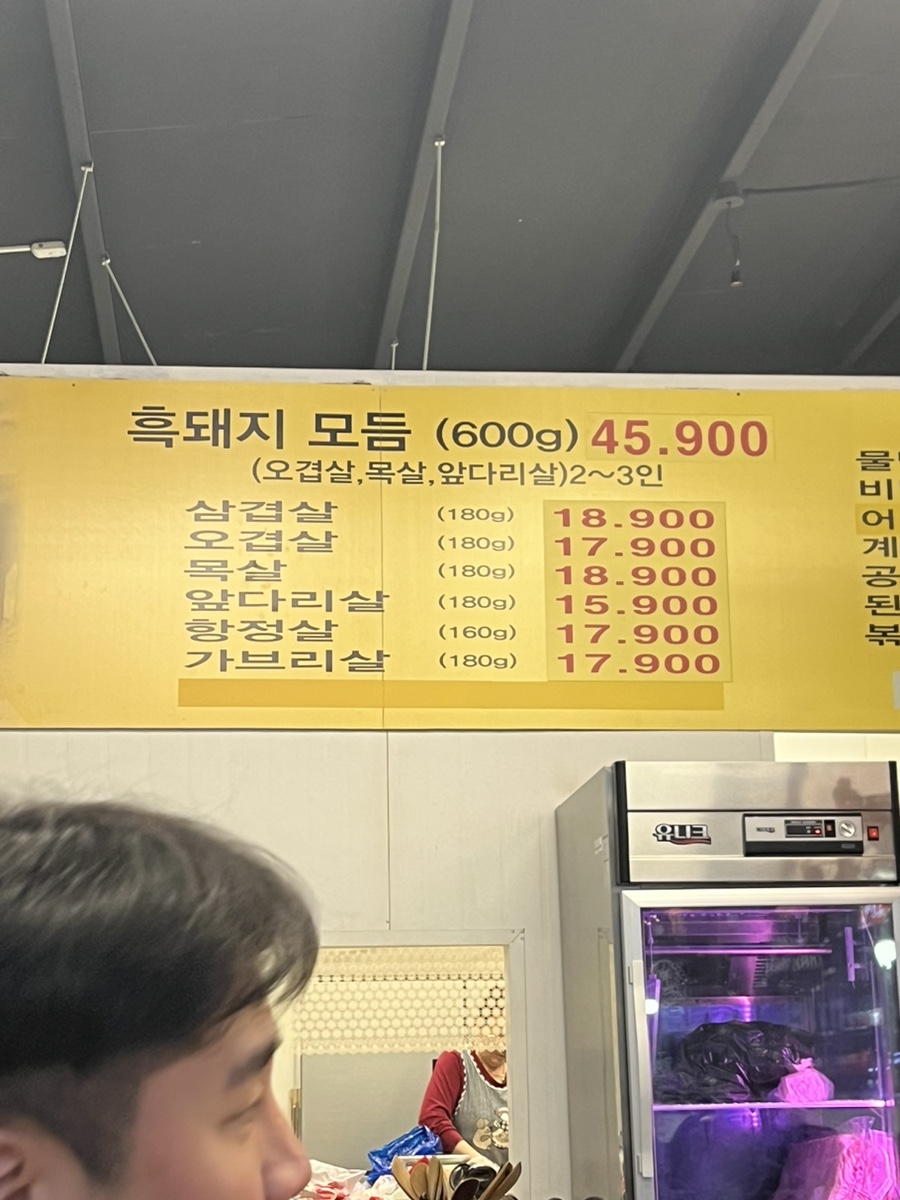 흑돼지 모듬 (600g) 45.900
(오겹살,목살,앞다리살)2~3인
삼겹살 (180g) 18.900
오겹살 (180g) 17.900
목살 (180g) 18.900
앞다리살 (180g) 15.900
항정살 (160g) 17.900
가브리살 (180g) 17.900
유니크